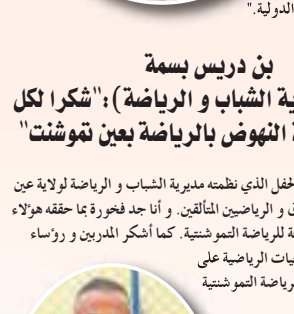 الدولية."
بن دريس بسمة
ية الشباب و الرياضة):"شكرا لكل
ة النهوض بالرياضة بعين تموشنت"
لحفل الذي نظمته مديرية الشباب و الرياضة لولاية عين
ق و الرياضيين المتألقين. و أنا جد فخورة بما حققه هؤلاء
ة للرياضة التموشنتية. كما أشكر المدربين و رؤساء
يات الرياضية على
رياضة التموشنتية